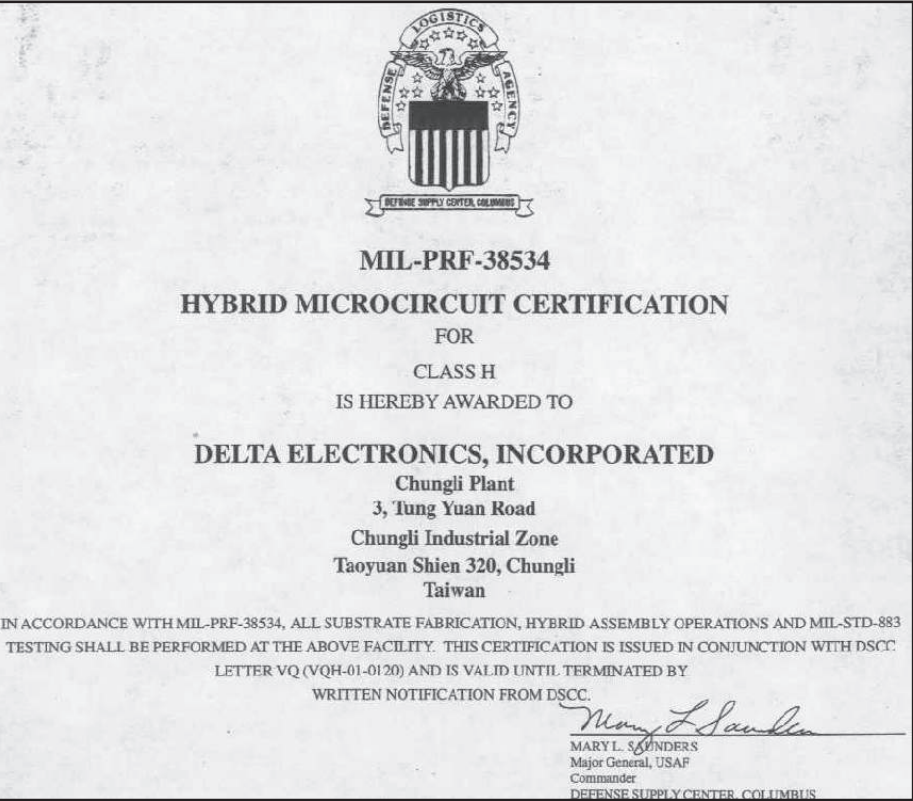 LOGISTICS
DEFENSE
AGENCY
DEFENSE SUPPLY CENTER, COLUMBUS
MIL-PRF-38534
HYBRID MICROCIRCUIT CERTIFICATION
FOR
CLASS H
IS HEREBY AWARDED TO
DELTA ELECTRONICS, INCORPORATED
Chungli Plant
3, Tung Yuan Road
Chungli Industrial Zone
Taoyuan Shien 320, Chungli
Taiwan
IN ACCORDANCE WITH MIL-PRF-38534, ALL SUBSTRATE FABRICATION, HYBRID ASSEMBLY OPERATIONS AND MIL-STD-883
TESTING SHALL BE PERFORMED AT THE ABOVE FACILITY. THIS CERTIFICATION IS ISSUED IN CONJUNCTION WITH DSCC
LETTER VQ (VQH-01-0120) AND IS VALID UNTIL TERMINATED BY
WRITTEN NOTIFICATION FROM DSCC.
Mary L Saunders
MARY L. SAUNDERS
Major General, USAF
Commander
DEFENSE SUPPLY CENTER, COLUMBUS